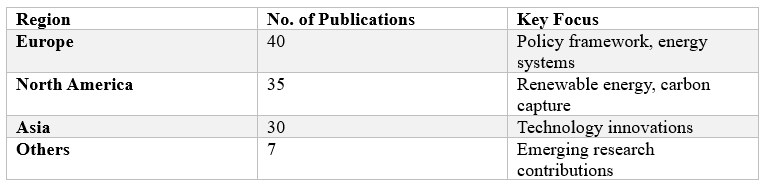 Region No. of Publications Key Focus
Europe 40 Policy framework, energy
systems
North America 35 Renewable energy, carbon
capture
Asia 30 Technology innovations
Others 7 Emerging research
contributions